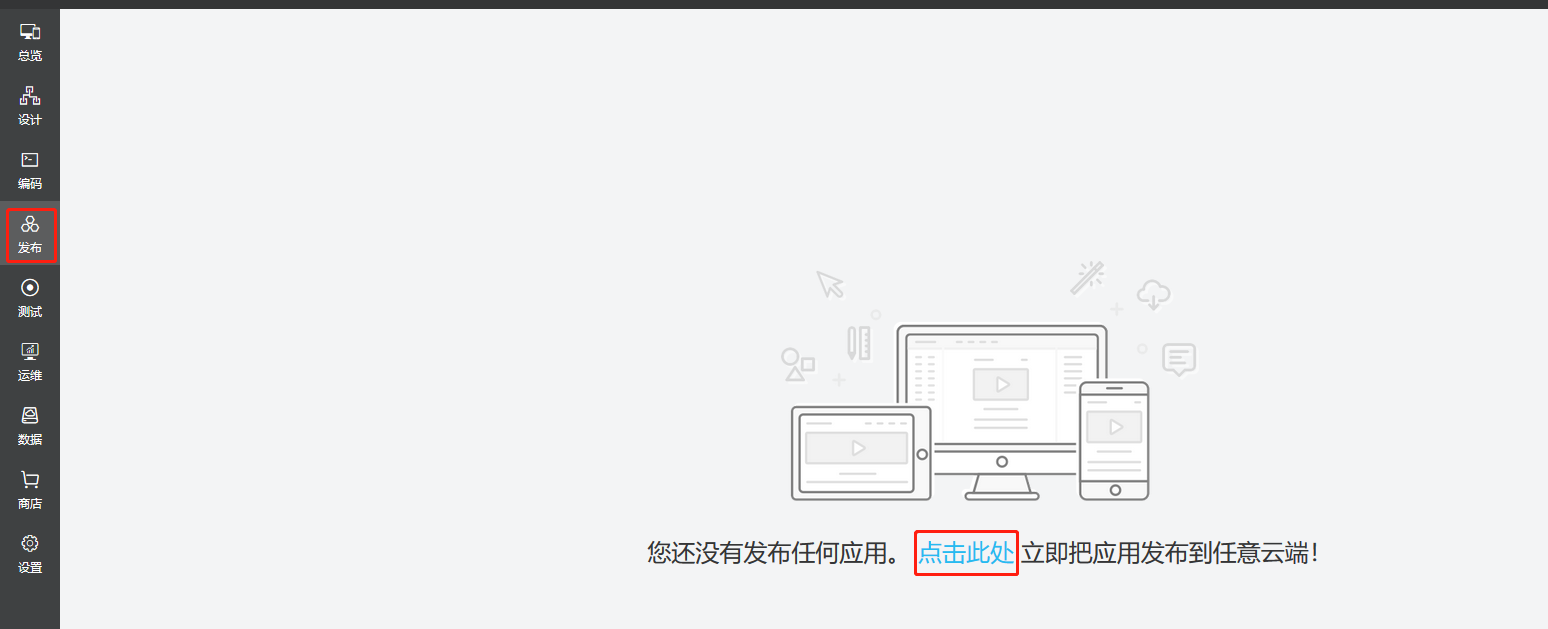 总览
设计
编码
发布
测试
运维
数据
商店
设置
您还没有发布任何应用。 点击此处 立即把应用发布到任意云端！